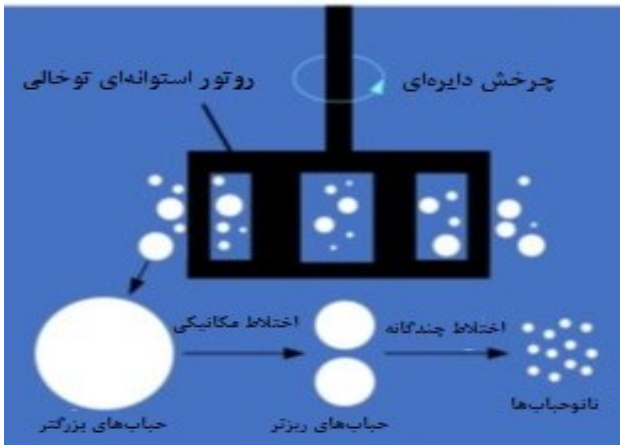 روتور استوانه‌ای توخالی
چرخش دایره‌ای
اختلاط مکانیکی
اختلاط چندگانه
حباب‌های بزرگتر
حباب‌های ریزتر
نانوحباب‌ها